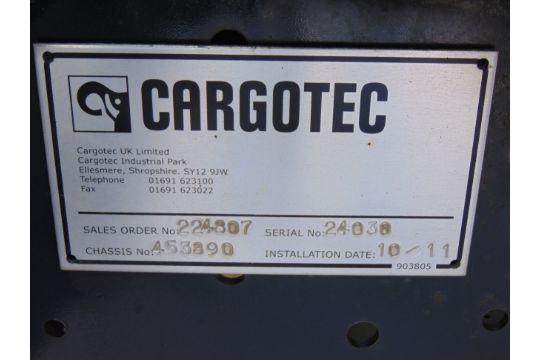 CARGOTEC
Cargotec UK Limited
Cargotec Industrial Park
Ellesmere, Shropshire. SY12 9JW
Telephone 01691 623100
Fax 01691 623022
SALES ORDER No: 224807 SERIAL No: 24030
CHASSIS No: 453890 INSTALLATION DATE: 10/11
903805